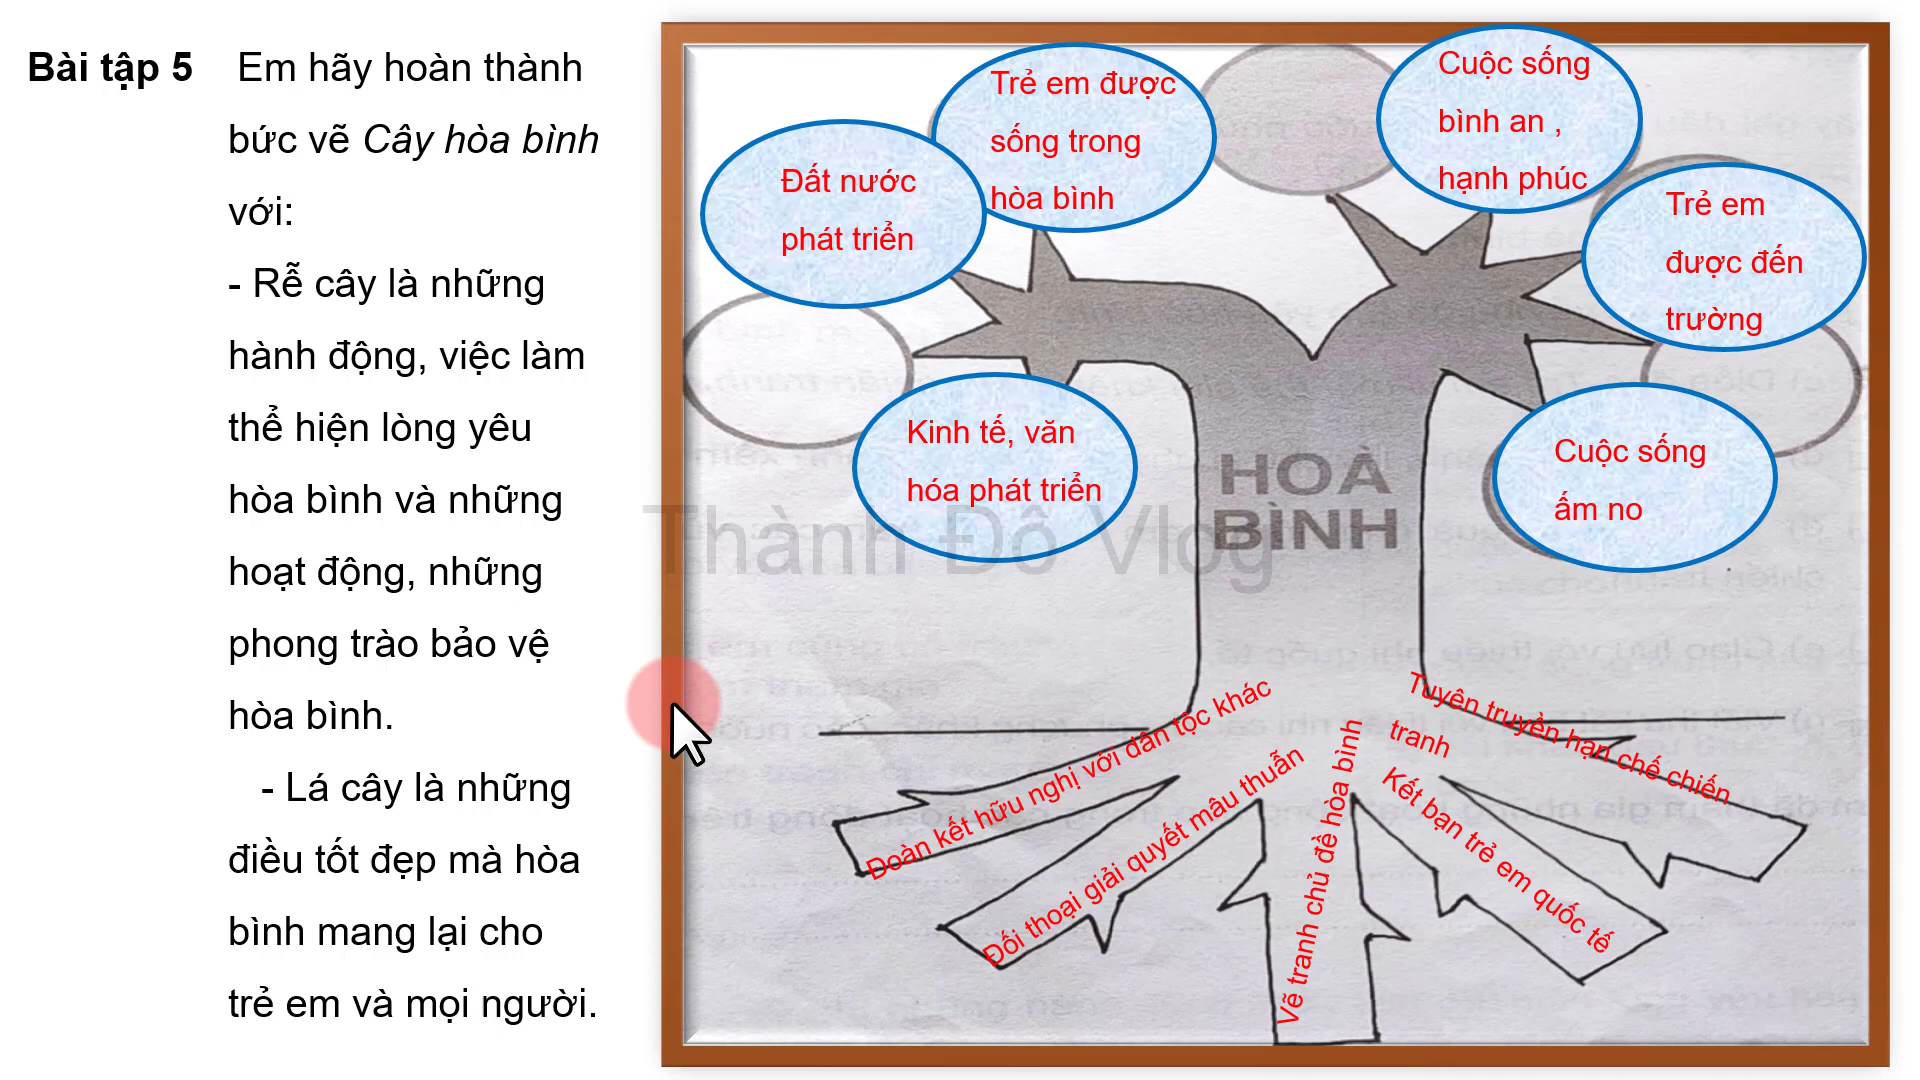 Bài tập 5 Em hãy hoàn thành
bức vẽ Cây hòa bình
với:
- Rễ cây là những
hành động, việc làm
thể hiện lòng yêu
hòa bình và những
hoạt động, những
phong trào bảo vệ
hòa bình.
- Lá cây là những
điều tốt đẹp mà hòa
bình mang lại cho
trẻ em và mọi người.
Đất nước
phát triển
Trẻ em được
sống trong
hòa bình
Cuộc sống
bình an ,
hạnh phúc
Trẻ em
được đến
trường
Kinh tế, văn
hóa phát triển
Cuộc sống
ấm no
HOÀ
BÌNH
Thành Đô Vlog
Đoàn kết hữu nghị với dân tộc khác
Đối thoại giải quyết mâu thuẫn
Vẽ tranh chủ đề hòa bình
Kết bạn trẻ em quốc tế
Tuyên truyền hạn chế chiến
tranh